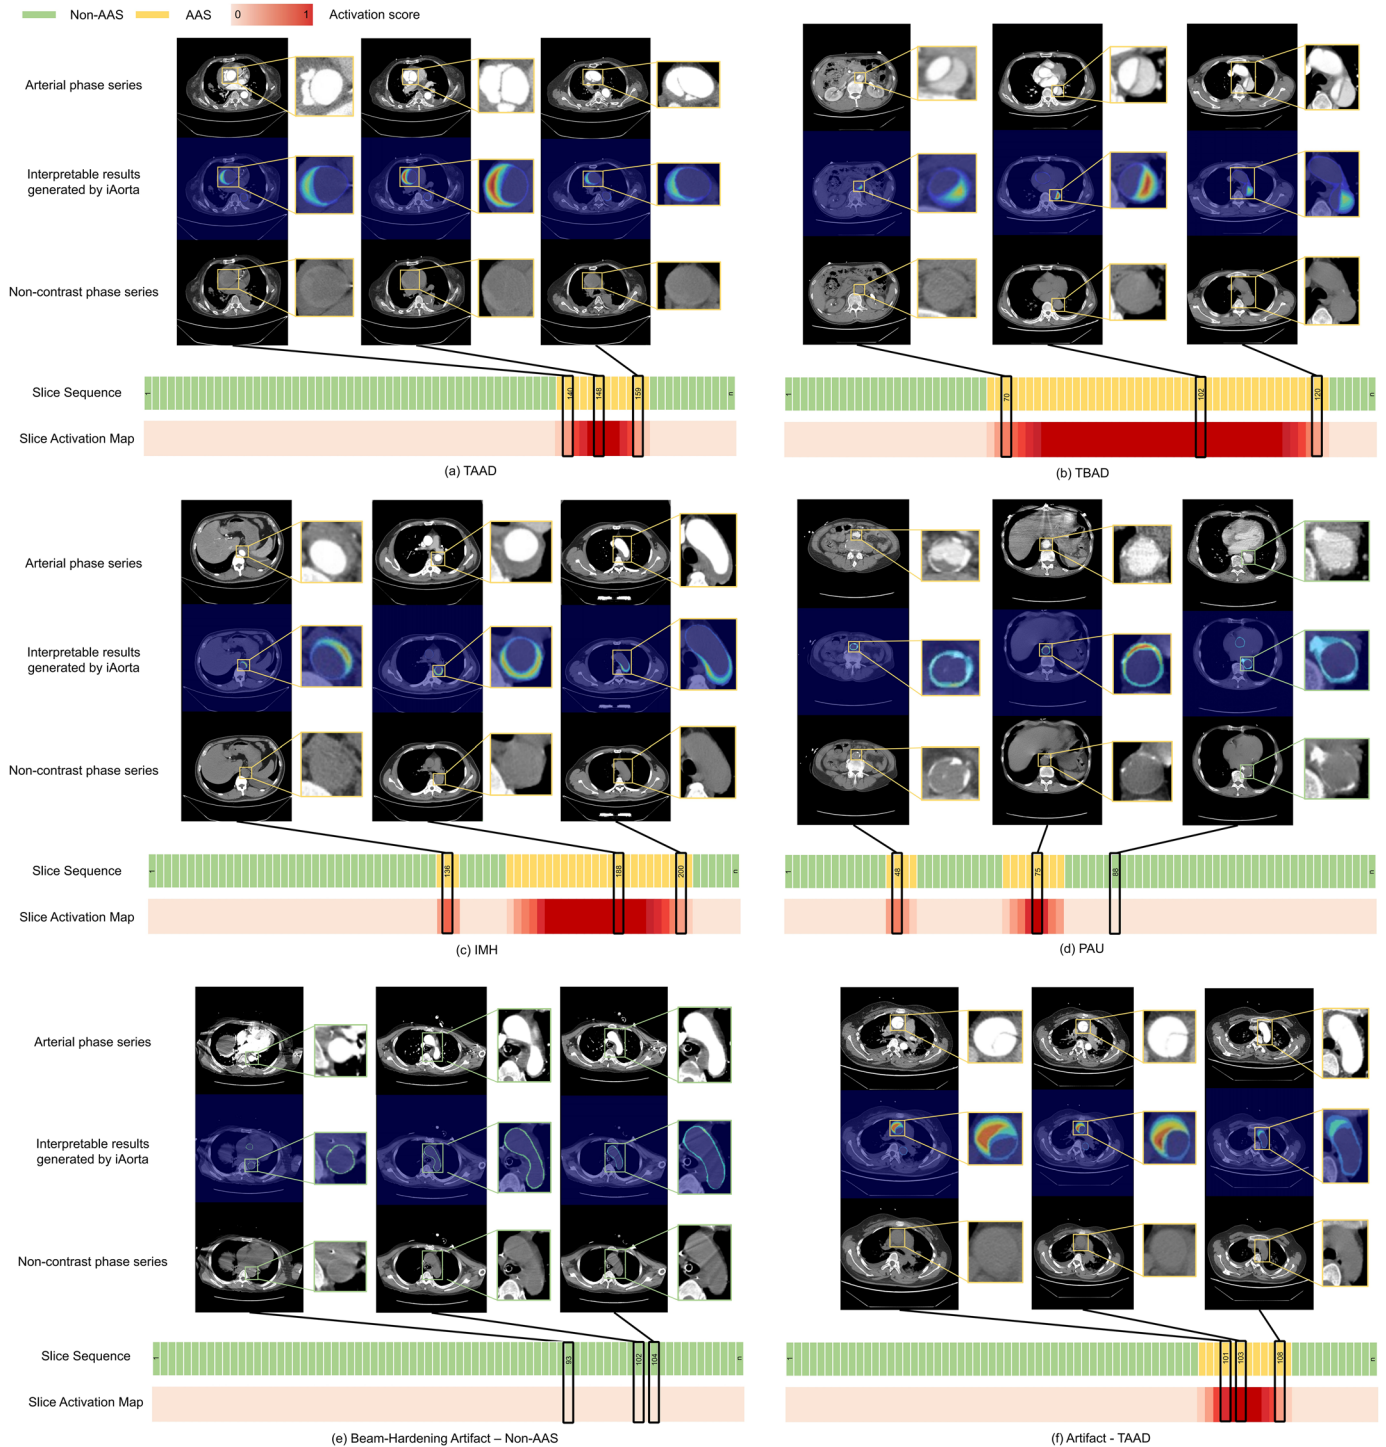 Non-AAS AAS 0 1 Activation score
Arterial phase series
Interpretable results
generated by iAorta
Non-contrast phase series
Slice Sequence
1 140 148 159 n
Slice Activation Map
(a) TAAD
1 70 102 120 n
(b) TBAD
Arterial phase series
Interpretable results
generated by iAorta
Non-contrast phase series
Slice Sequence
1 136 188 200 n
Slice Activation Map
(c) IMH
1 48 75 88 n
(d) PAU
Arterial phase series
Interpretable results
generated by iAorta
Non-contrast phase series
Slice Sequence
1 93 102 104 n
Slice Activation Map
(e) Beam-Hardening Artifact – Non-AAS
1 101 103 108 n
(f) Artifact - TAAD